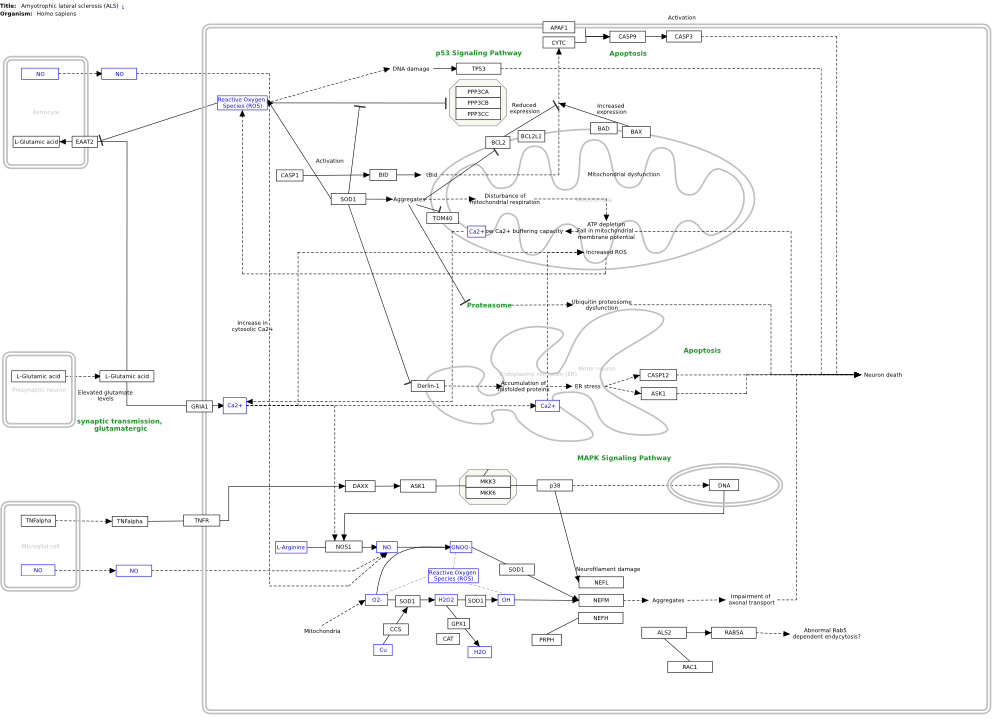 Title: Amyotrophic lateral sclerosis (ALS)
Organism: Homo sapiens
Activation
APAF1
CYTC
CASP9
CASP3
p53 Signaling Pathway
Apoptosis
NO
NO
DNA damage
TP53
PPP3CA
PPP3CB
PPP3CC
Reactive Oxygen
Species (ROS)
Reduced
expression
Increased
expression
Astrocyte
L-Glutamic acid
EAAT2
BCL2
BCL2L1
BAD
BAX
Activation
CASP1
BID
tBid
Mitochondrial dysfunction
SOD1
Aggregates
Disturbance of
mitochondrial respiration
TOM40
Ca2+
Low Ca2+ buffering capacity
ATP depletion
Fall in mitochondrial
membrane potential
Increased ROS
Proteasome
Ubiquitin proteosome
dysfunction
Increase in
cytosolic Ca2+
Apoptosis
L-Glutamic acid
L-Glutamic acid
Presynaptic neuron
Elevated glutamate
levels
Endoplasmic reticulum (ER)
Motor neuron
Derlin-1
Accumulation of
misfolded proteins
ER stress
CASP12
ASK1
Neuron death
GRIA1
Ca2+
Ca2+
synaptic transmission,
glutamatergic
MAPK Signaling Pathway
DAXX
ASK1
MKK3
MKK6
p38
DNA
TNFalpha
TNFalpha
TNFR
Microglial cell
NO
NO
L-Arginine
NOS1
NO
ONOO-
SOD1
Neurofilament damage
Reactive Oxygen
Species (ROS)
NEFL
O2-
SOD1
H2O2
SOD1
OH
NEFM
Aggregates
Impairment of
axonal transport
Mitochondria
CCS
GPX1
NEFH
CAT
PRPH
Cu
H2O
ALS2
RAB5A
Abnormal Rab5
dependent endycytosis?
RAC1